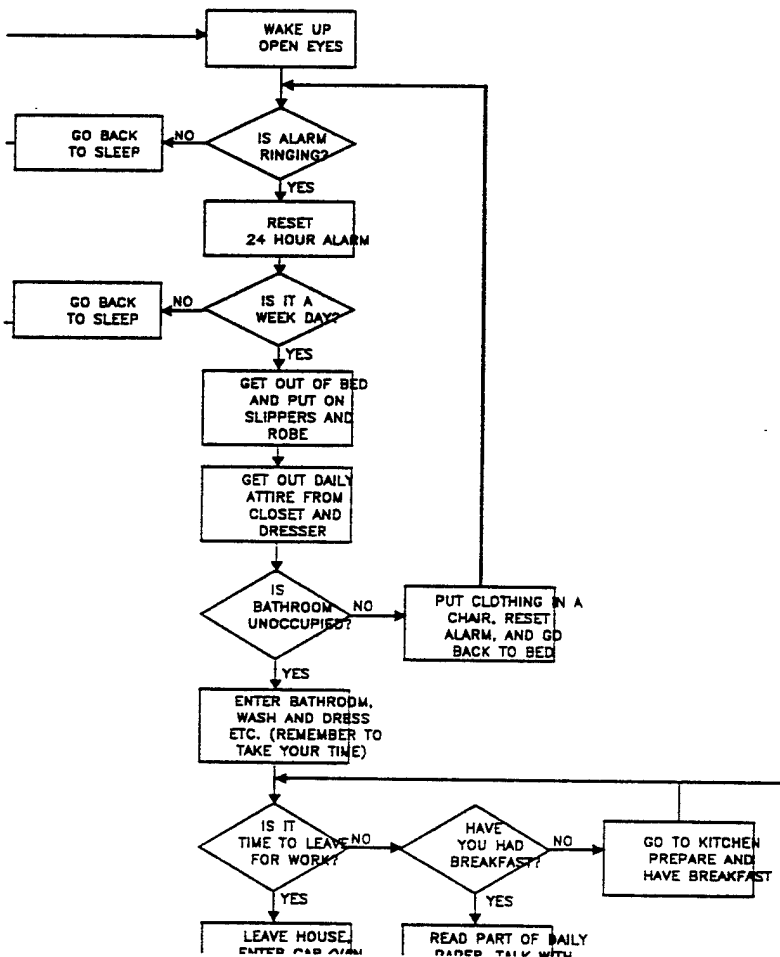 WAKE UP
OPEN EYES
IS ALARM
RINGING?
NO
GO BACK
TO SLEEP
YES
RESET
24 HOUR ALARM
IS IT A
WEEK DAY?
NO
GO BACK
TO SLEEP
YES
GET OUT OF BED
AND PUT ON
SLIPPERS AND
ROBE
GET OUT DAILY
ATTIRE FROM
CLOSET AND
DRESSER
IS
BATHROOM
UNOCCUPIED?
NO
PUT CLOTHING IN A
CHAIR, RESET
ALARM, AND GO
BACK TO BED
YES
ENTER BATHROOM,
WASH AND DRESS
ETC. (REMEMBER TO
TAKE YOUR TIME)
IS IT
TIME TO LEAVE
FOR WORK?
NO
HAVE
YOU HAD
BREAKFAST?
NO
GO TO KITCHEN
PREPARE AND
HAVE BREAKFAST
YES
YES
LEAVE HOUSE,
ENTER CAR
READ PART OF DAILY
PAPER, TALK WITH